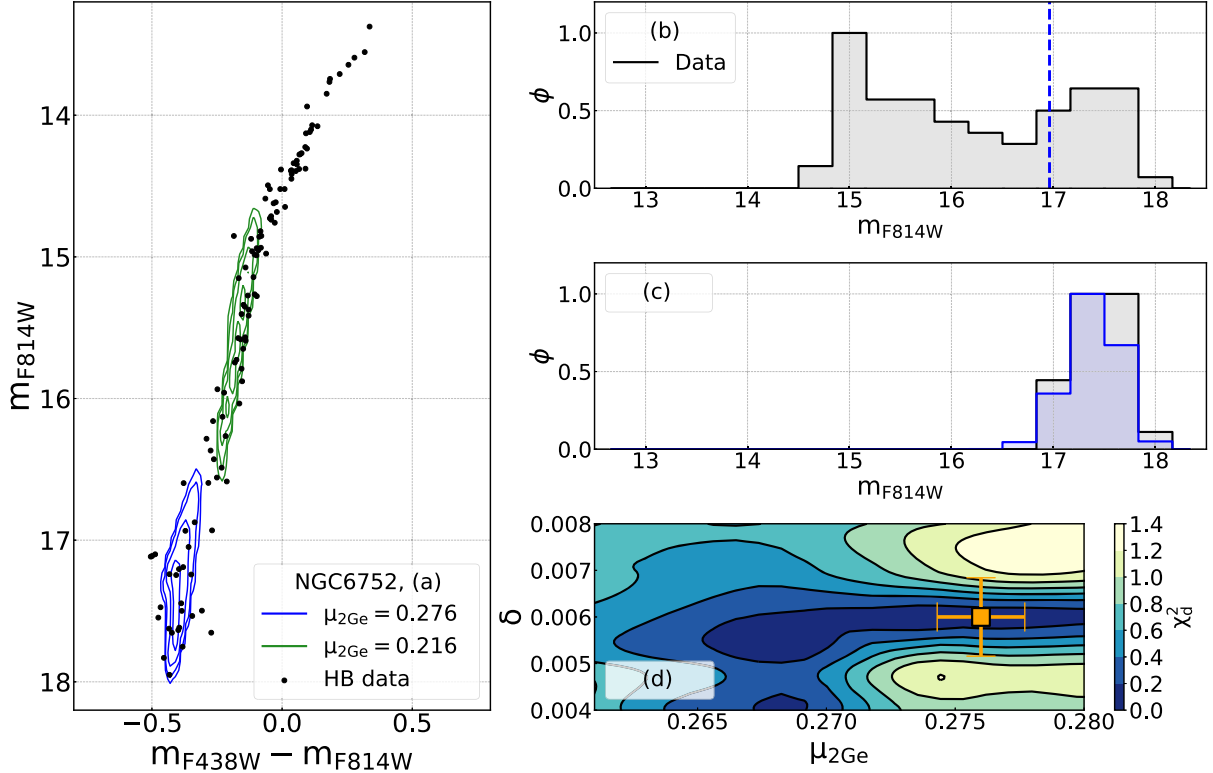 14
15
16
17
18
m_F814W
−0.5
0.0
0.5
m_F438W − m_F814W
NGC6752, (a)
μ_2Ge = 0.276
μ_2Ge = 0.216
HB data
(b)
Data
1.0
0.5
0.0
ϕ
13
14
15
16
17
18
m_F814W
(c)
1.0
0.5
0.0
ϕ
13
14
15
16
17
18
m_F814W
0.008
0.007
0.006
0.005
0.004
δ
(d)
0.265
0.270
0.275
0.280
μ_2Ge
1.4
1.2
1.0
0.8
0.6
0.4
0.2
0.0
χ²_d